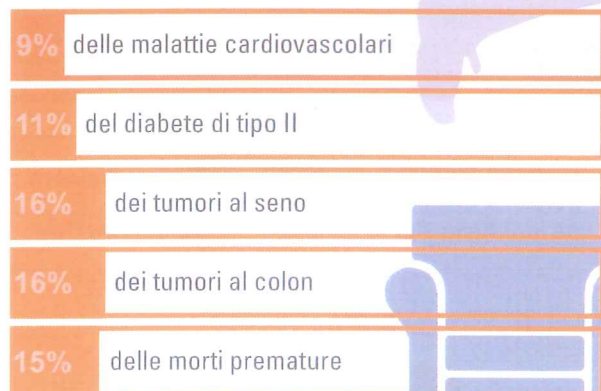 9% delle malattie cardiovascolari
11% del diabete di tipo II
16% dei tumori al seno
16% dei tumori al colon
15% delle morti premature